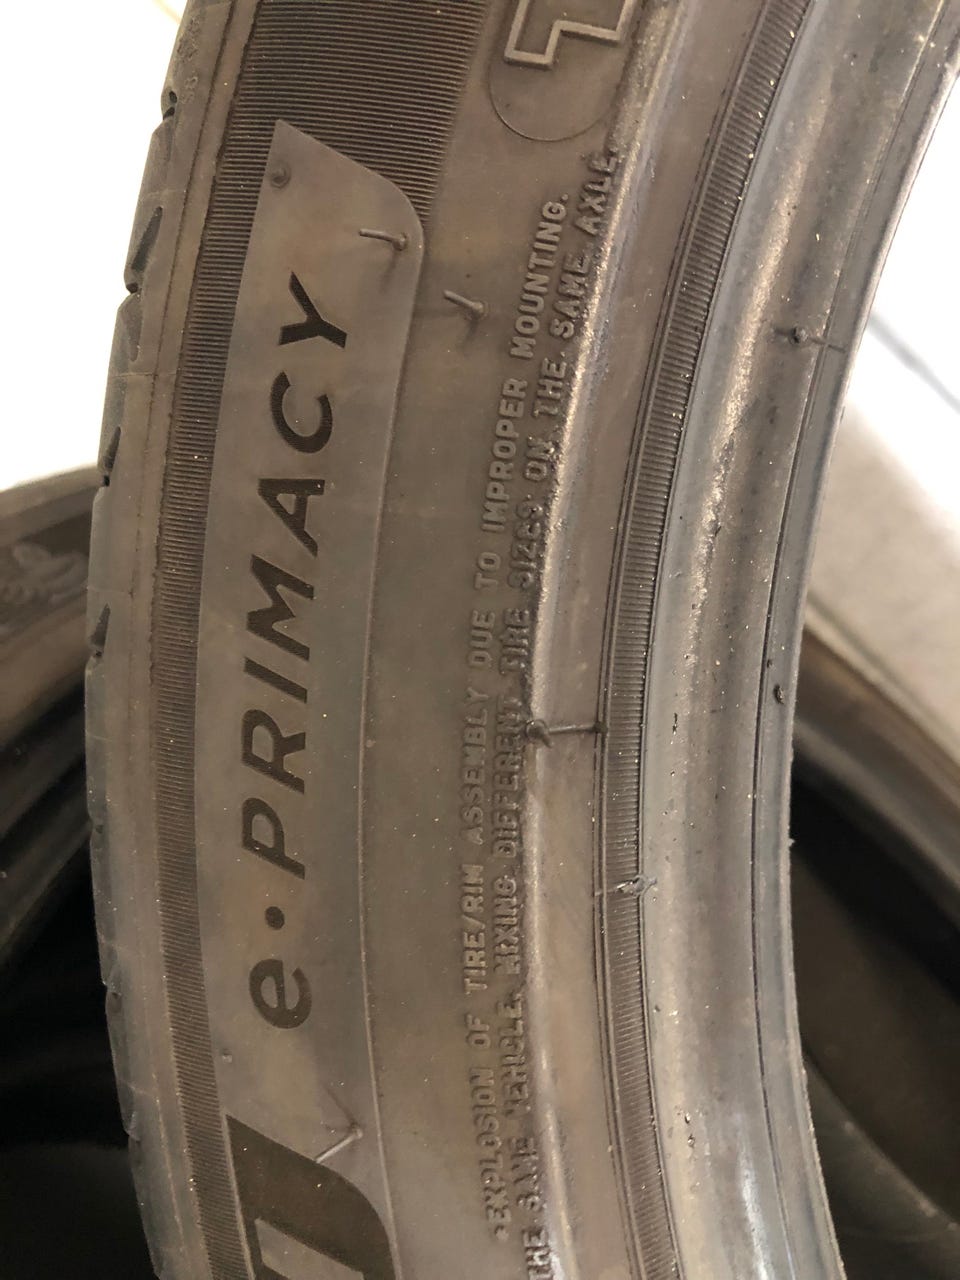 e.PRIMACY
•EXPLOSION OF TIRE/RIM ASSEMBLY DUE TO IMPROPER MOUNTING.
THE SAME VEHICLE. MIXING DIFFERENT TIRE SIZES ON THE SAME AXLE,